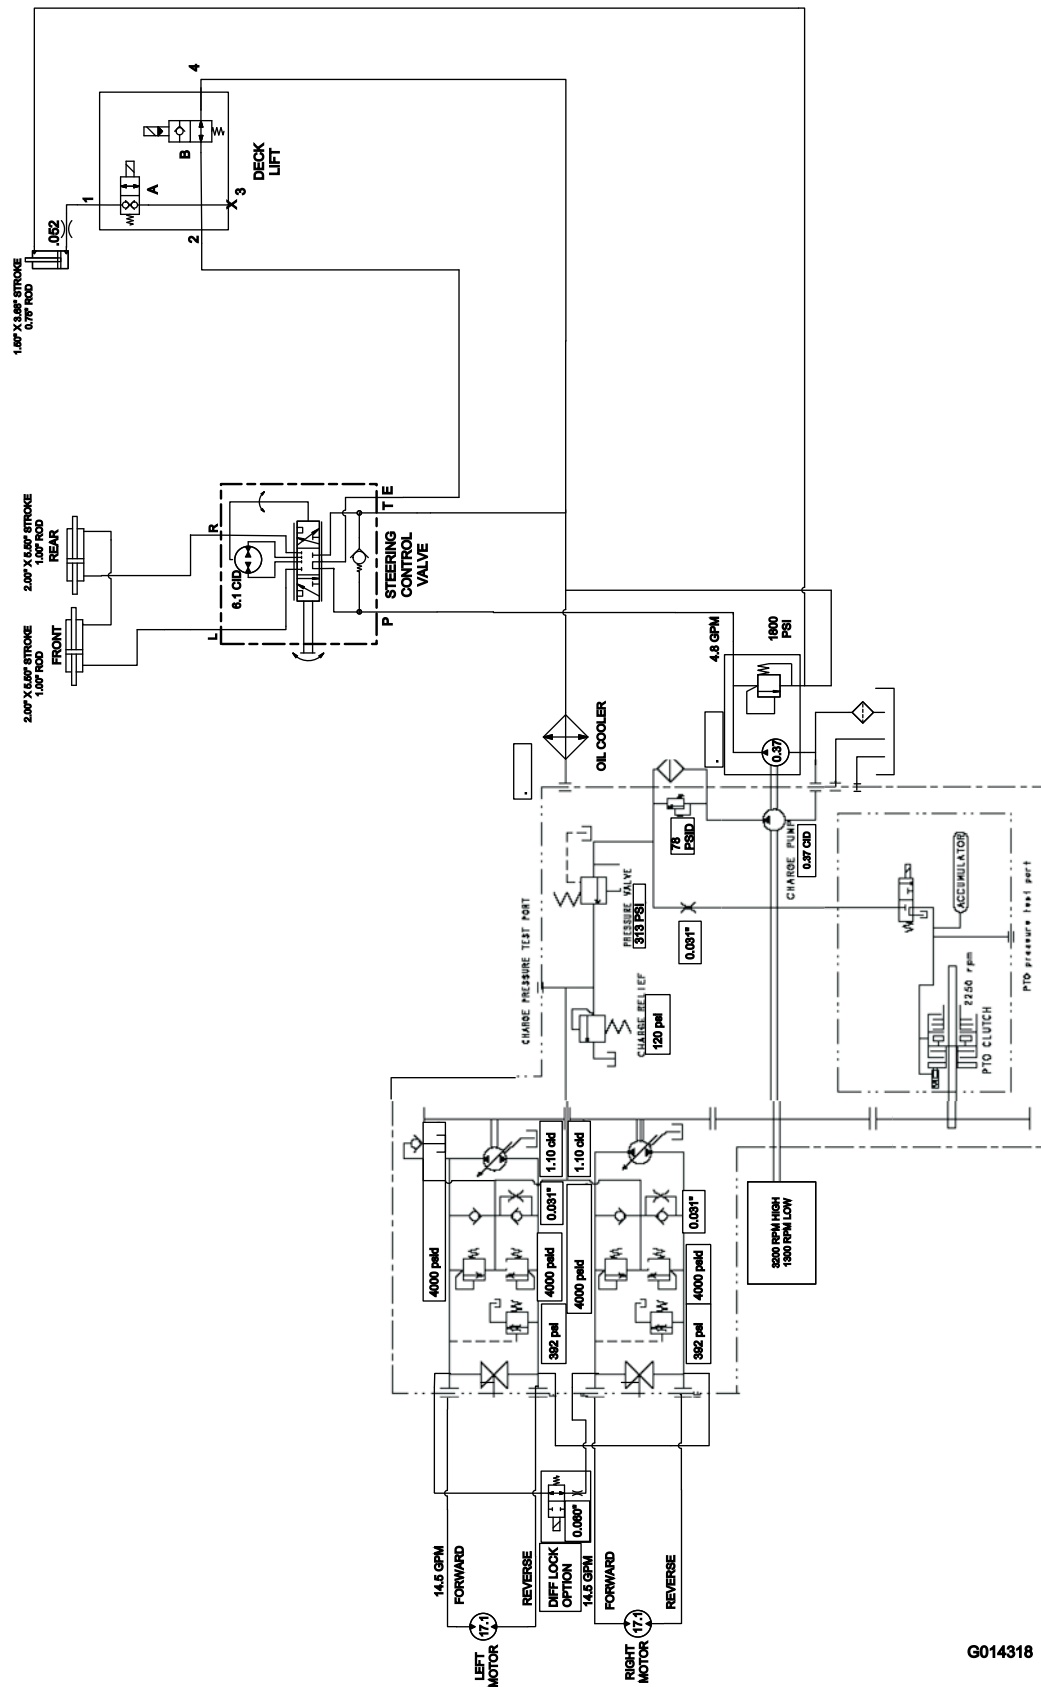 4
B
A
DECK
LIFT
1
2
3
.052
0.75" ROD
2.00" X 5.50" STROKE
1.00" ROD
REAR
2.00" X 5.50" STROKE
1.00" ROD
FRONT
R
L
6.1 CID
STEERING
CONTROL
VALVE
T E
P
4.8 GPM
1800
PSI
0.37
OIL COOLER
78
PSID
CHARGE PUMP
0.37 CID
CHARGE PRESSURE TEST PORT
PRESSURE VALVE
313 PSI
0.031"
CHARGE RELIEF
120 psi
ACCUMULATOR
PTO pressure test port
2250 rpm
PTO CLUTCH
1.10 cid
1.10 cid
0.031"
0.031"
4000 psid
4000 psid
4000 psid
4000 psid
392 psi
392 psi
3200 RPM HIGH
1300 RPM LOW
14.5 GPM
FORWARD
REVERSE
DIFF LOCK
OPTION
0.060"
14.5 GPM
FORWARD
REVERSE
17.1
LEFT
MOTOR
17.1
RIGHT
MOTOR
G014318